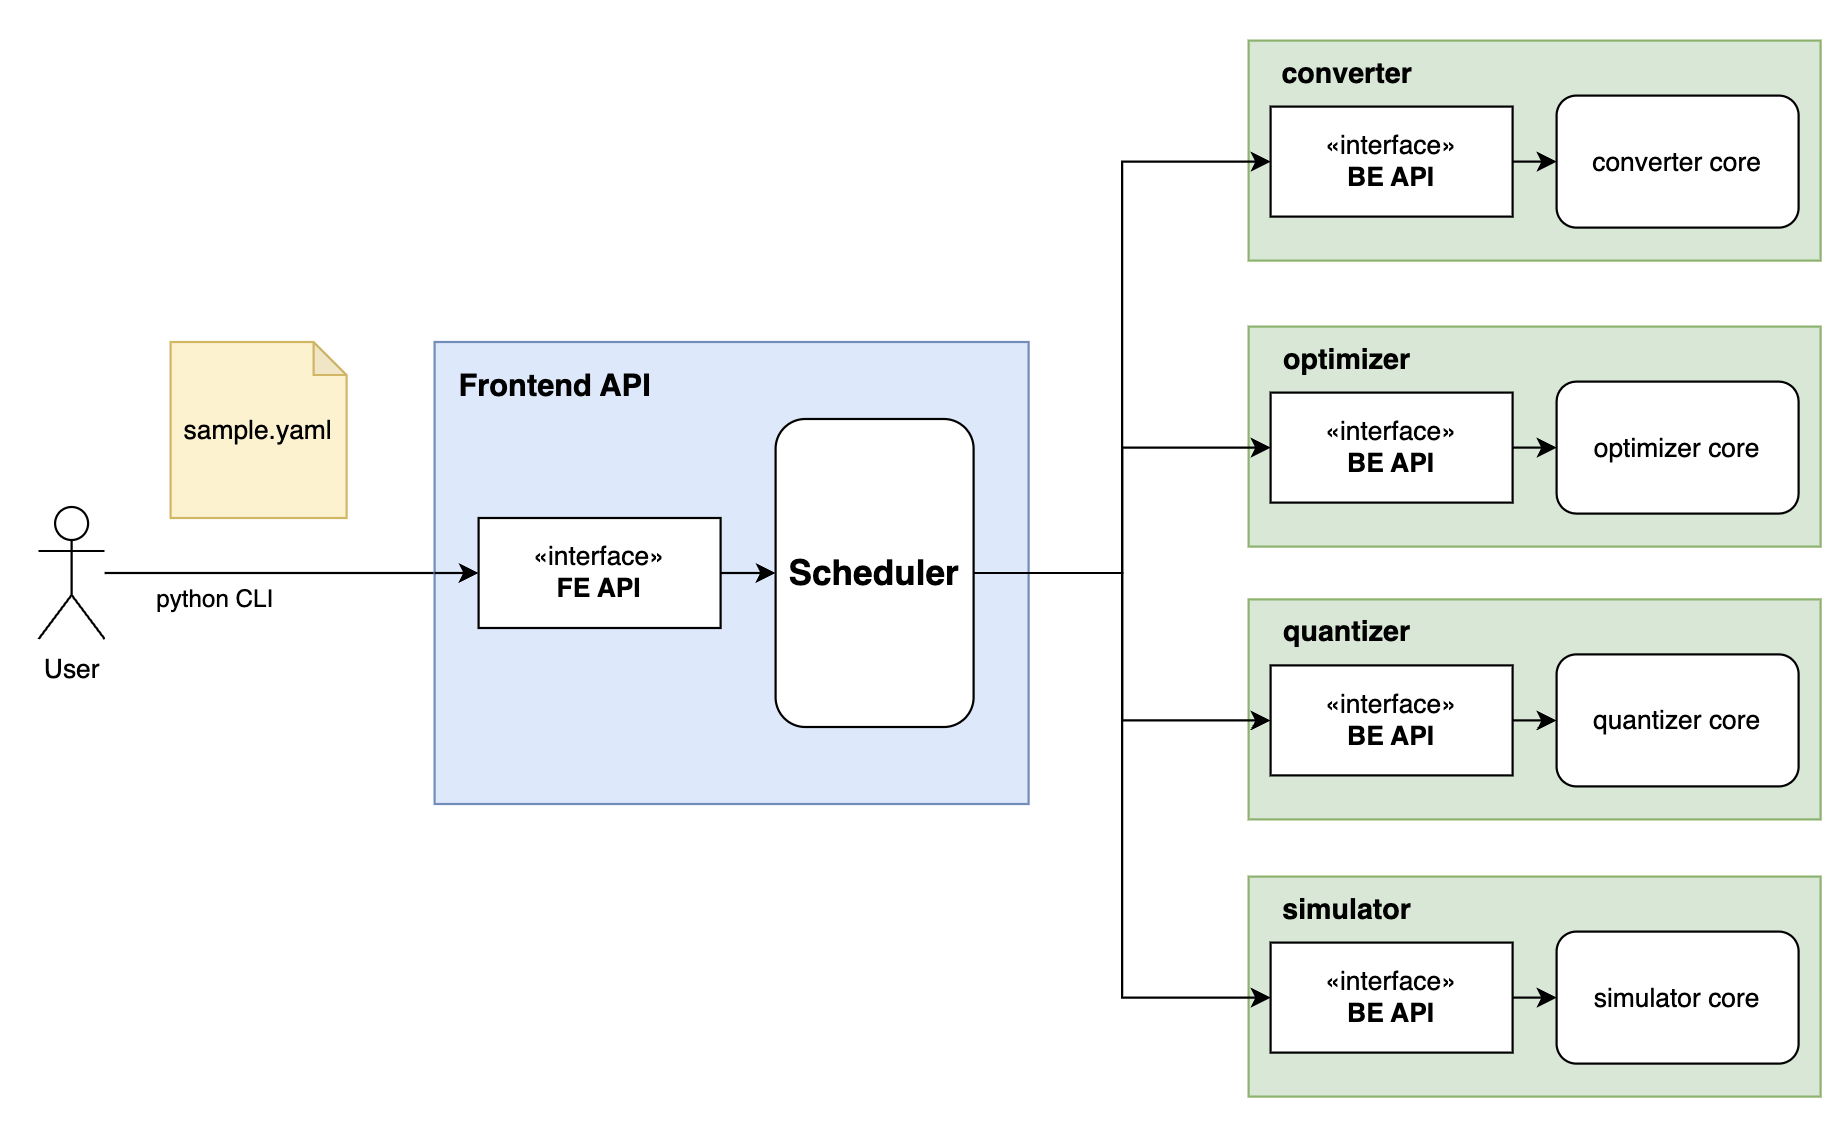 sample.yaml
python CLI
User
Frontend API
«interface»
FE API
Scheduler
converter
«interface»
BE API
converter core
optimizer
«interface»
BE API
optimizer core
quantizer
«interface»
BE API
quantizer core
simulator
«interface»
BE API
simulator core